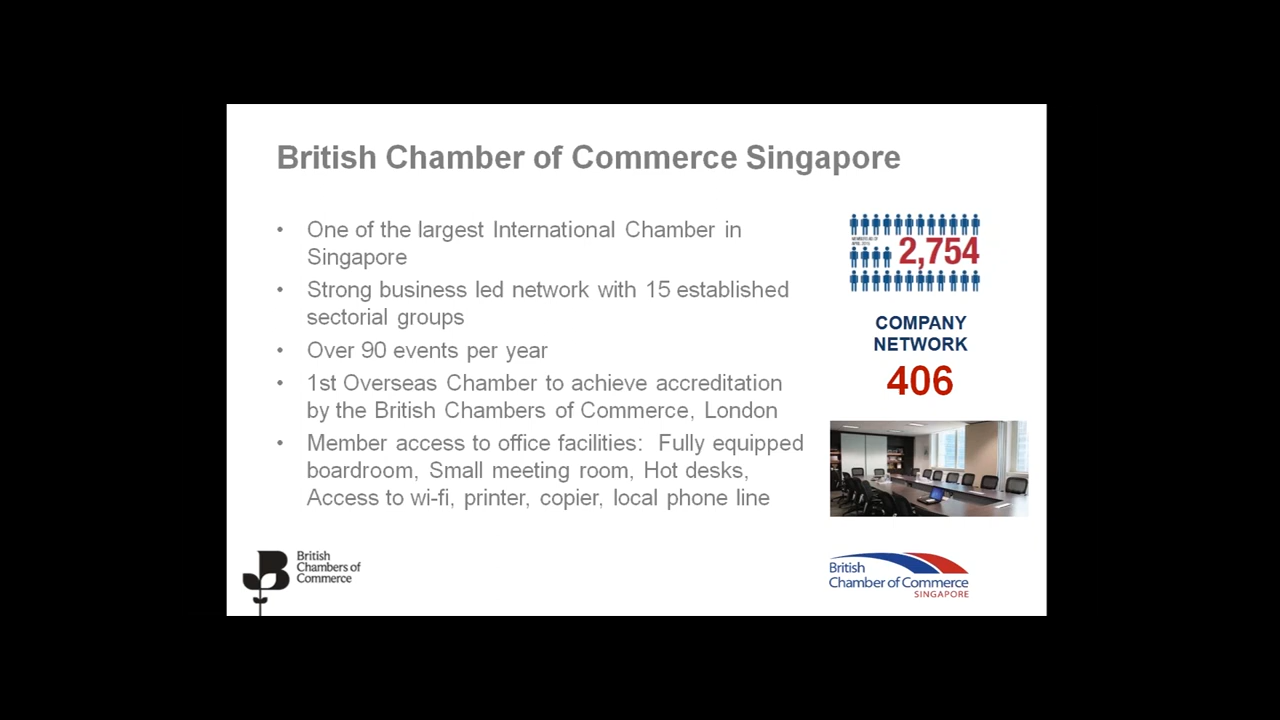 British Chamber of Commerce Singapore
• One of the largest International Chamber in
Singapore
• Strong business led network with 15 established
sectorial groups
• Over 90 events per year
• 1st Overseas Chamber to achieve accreditation
by the British Chambers of Commerce, London
• Member access to office facilities: Fully equipped
boardroom, Small meeting room, Hot desks,
Access to wi-fi, printer, copier, local phone line
2,754
COMPANY
NETWORK
406
British
Chambers of
Commerce
British
Chamber of Commerce
SINGAPORE